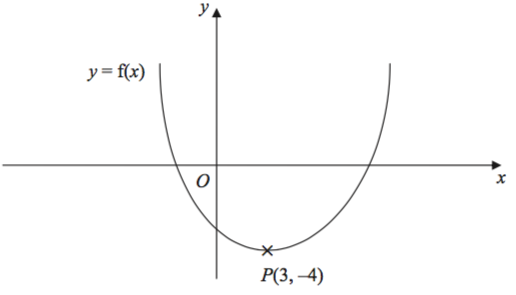 y
y = f(x)
O
x
P(3, –4)